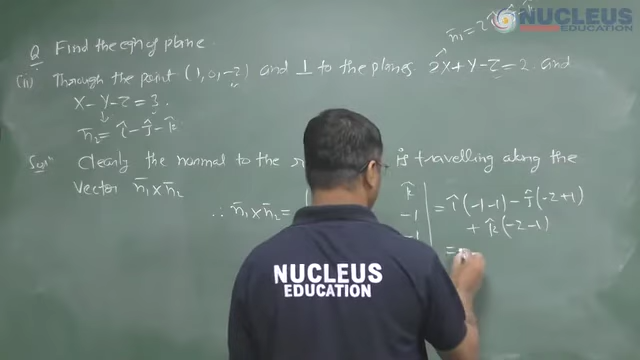 NUCLEUS
EDUCATION
n̄₁ = 2î
Q Find the eqn of plane.
(ii) Through the point (1, 0, -2) and ⊥ to the planes 2x + y - z = 2 and
x - y - z = 3.
↓
n̄₂ = î - ĵ - k̂
Solⁿ Clearly the normal to the is travelling along the
vector n̄₁ × n̄₂
∴ n̄₁ × n̄₂ = | k̂ | = î(-1-1) - ĵ(-2+1)
-1 + k̂(-2-1)
-1
=
NUCLEUS
EDUCATION